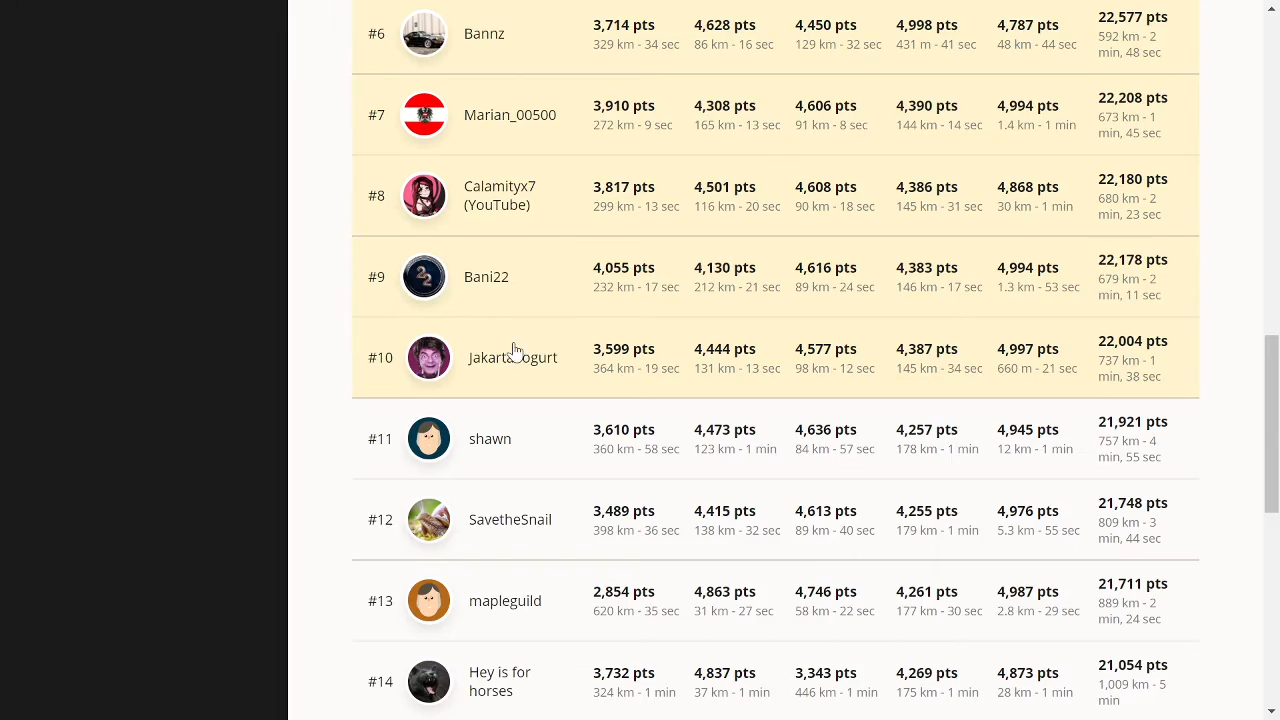 #6 Bannz 3,714 pts 4,628 pts 4,450 pts 4,998 pts 4,787 pts 22,577 pts
329 km - 34 sec 86 km - 16 sec 129 km - 32 sec 431 m - 41 sec 48 km - 44 sec 592 km - 2
min, 48 sec
#7 Marian_00500 3,910 pts 4,308 pts 4,606 pts 4,390 pts 4,994 pts 22,208 pts
272 km - 9 sec 165 km - 13 sec 91 km - 8 sec 144 km - 14 sec 1.4 km - 1 min 673 km - 1
min, 45 sec
#8 Calamityx7 3,817 pts 4,501 pts 4,608 pts 4,386 pts 4,868 pts 22,180 pts
(YouTube) 299 km - 13 sec 116 km - 20 sec 90 km - 18 sec 145 km - 31 sec 30 km - 1 min 680 km - 2
min, 23 sec
#9 Bani22 4,055 pts 4,130 pts 4,616 pts 4,383 pts 4,994 pts 22,178 pts
232 km - 17 sec 212 km - 21 sec 89 km - 24 sec 146 km - 17 sec 1.3 km - 53 sec 679 km - 2
min, 11 sec
#10 3,599 pts 4,444 pts 4,577 pts 4,387 pts 4,997 pts 22,004 pts
364 km - 19 sec 131 km - 13 sec 98 km - 12 sec 145 km - 34 sec 660 m - 21 sec 737 km - 1
min, 38 sec
#11 shawn 3,610 pts 4,473 pts 4,636 pts 4,257 pts 4,945 pts 21,921 pts
360 km - 58 sec 123 km - 1 min 84 km - 57 sec 178 km - 1 min 12 km - 1 min 757 km - 4
min, 55 sec
#12 SavetheSnail 3,489 pts 4,415 pts 4,613 pts 4,255 pts 4,976 pts 21,748 pts
398 km - 36 sec 138 km - 32 sec 89 km - 40 sec 179 km - 1 min 5.3 km - 55 sec 809 km - 3
min, 44 sec
#13 mapleguild 2,854 pts 4,863 pts 4,746 pts 4,261 pts 4,987 pts 21,711 pts
620 km - 35 sec 31 km - 27 sec 58 km - 22 sec 177 km - 30 sec 2.8 km - 29 sec 889 km - 2
min, 24 sec
#14 Hey is for 3,732 pts 4,837 pts 3,343 pts 4,269 pts 4,873 pts 21,054 pts
horses 324 km - 1 min 37 km - 1 min 446 km - 1 min 175 km - 1 min 28 km - 1 min 1,009 km - 5
min